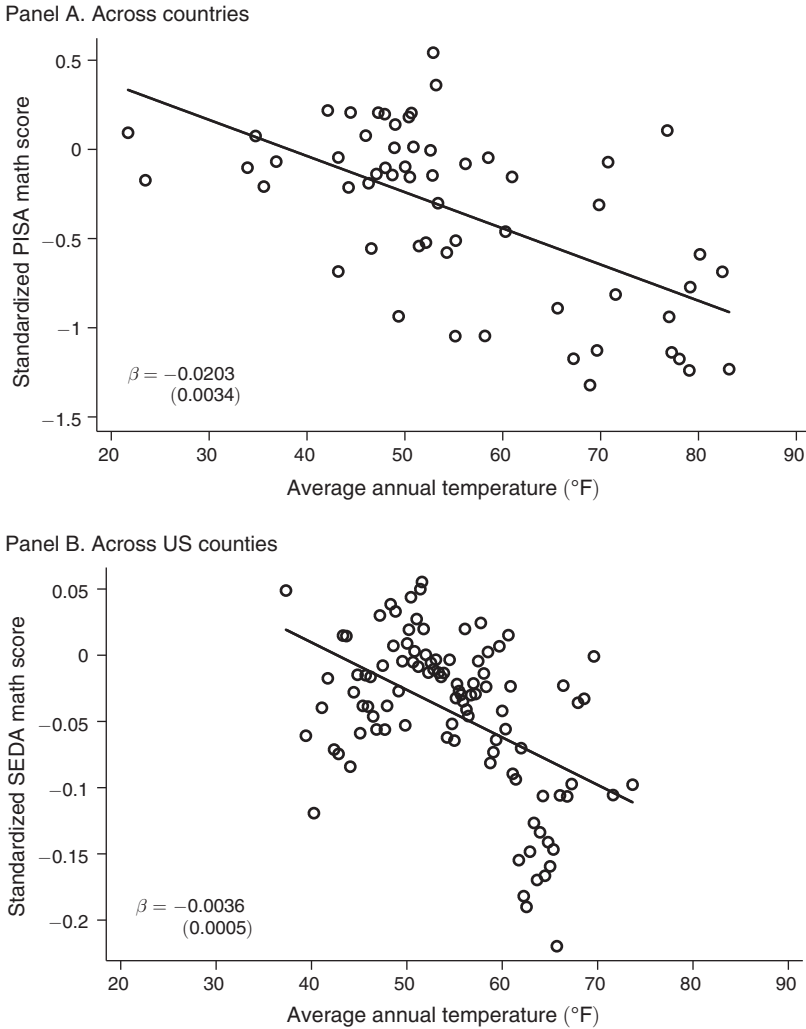 Panel A. Across countries
Standardized PISA math score
0.5
0
−0.5
−1
−1.5
β = −0.0203
(0.0034)
20 30 40 50 60 70 80 90
Average annual temperature (°F)
Panel B. Across US counties
Standardized SEDA math score
0.05
0
−0.05
−0.1
−0.15
−0.2
β = −0.0036
(0.0005)
20 30 40 50 60 70 80 90
Average annual temperature (°F)